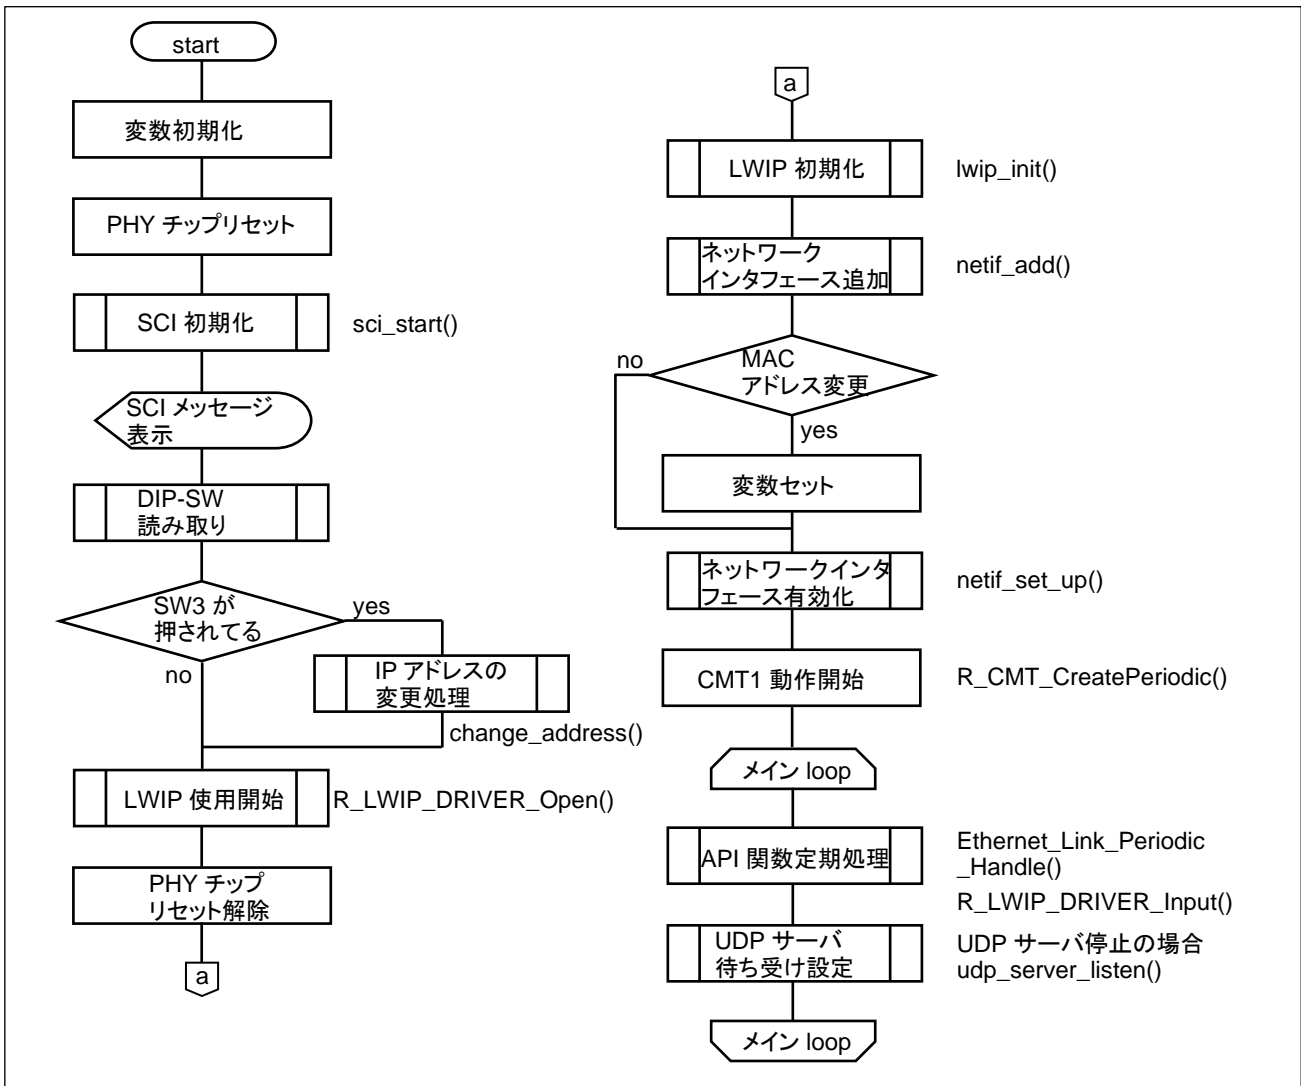 start
変数初期化
PHY チップリセット
SCI 初期化
sci_start()
SCI メッセージ
表示
DIP-SW
読み取り
SW3 が
押されてる
yes
no
IP アドレスの
変更処理
change_address()
LWIP 使用開始
R_LWIP_DRIVER_Open()
PHY チップ
リセット解除
a
a
LWIP 初期化
lwip_init()
ネットワーク
インタフェース追加
netif_add()
no
MAC
アドレス変更
yes
変数セット
ネットワークインタ
フェース有効化
netif_set_up()
CMT1 動作開始
R_CMT_CreatePeriodic()
メイン loop
API 関数定期処理
Ethernet_Link_Periodic
_Handle()
R_LWIP_DRIVER_Input()
UDP サーバ
待ち受け設定
UDP サーバ停止の場合
udp_server_listen()
メイン loop